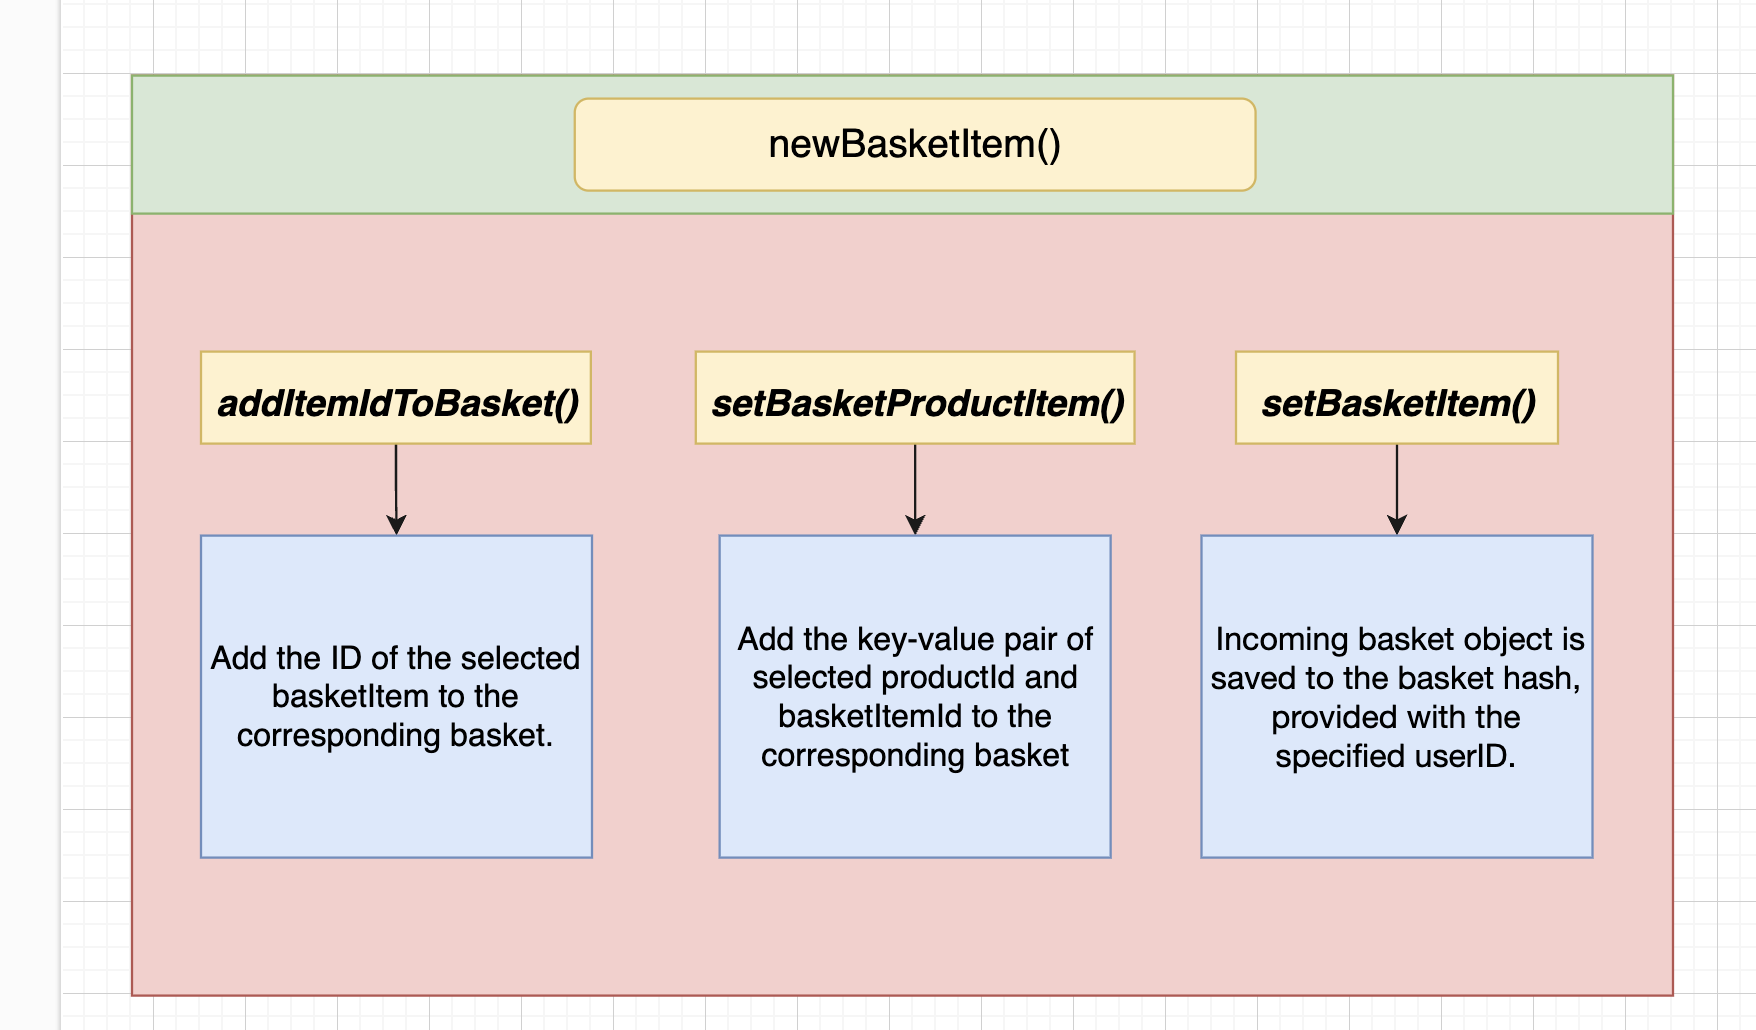 newBasketItem()
addItemIdToBasket()
setBasketProductItem()
setBasketItem()
Add the ID of the selected
basketItem to the
corresponding basket.
Add the key-value pair of
selected productId and
basketItemId to the
corresponding basket
Incoming basket object is
saved to the basket hash,
provided with the
specified userID.